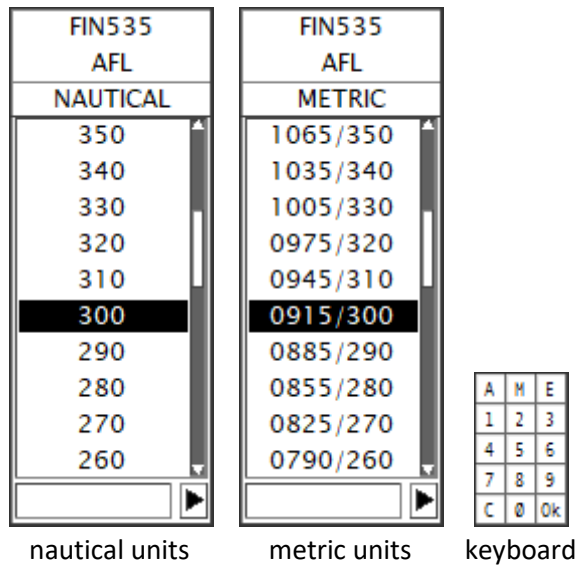 FIN535
AFL
NAUTICAL
350
340
330
320
310
300
290
280
270
260
nautical units
FIN535
AFL
METRIC
1065/350
1035/340
1005/330
0975/320
0945/310
0915/300
0885/290
0855/280
0825/270
0790/260
metric units
A M E
1 2 3
4 5 6
7 8 9
C Ø Ok
keyboard